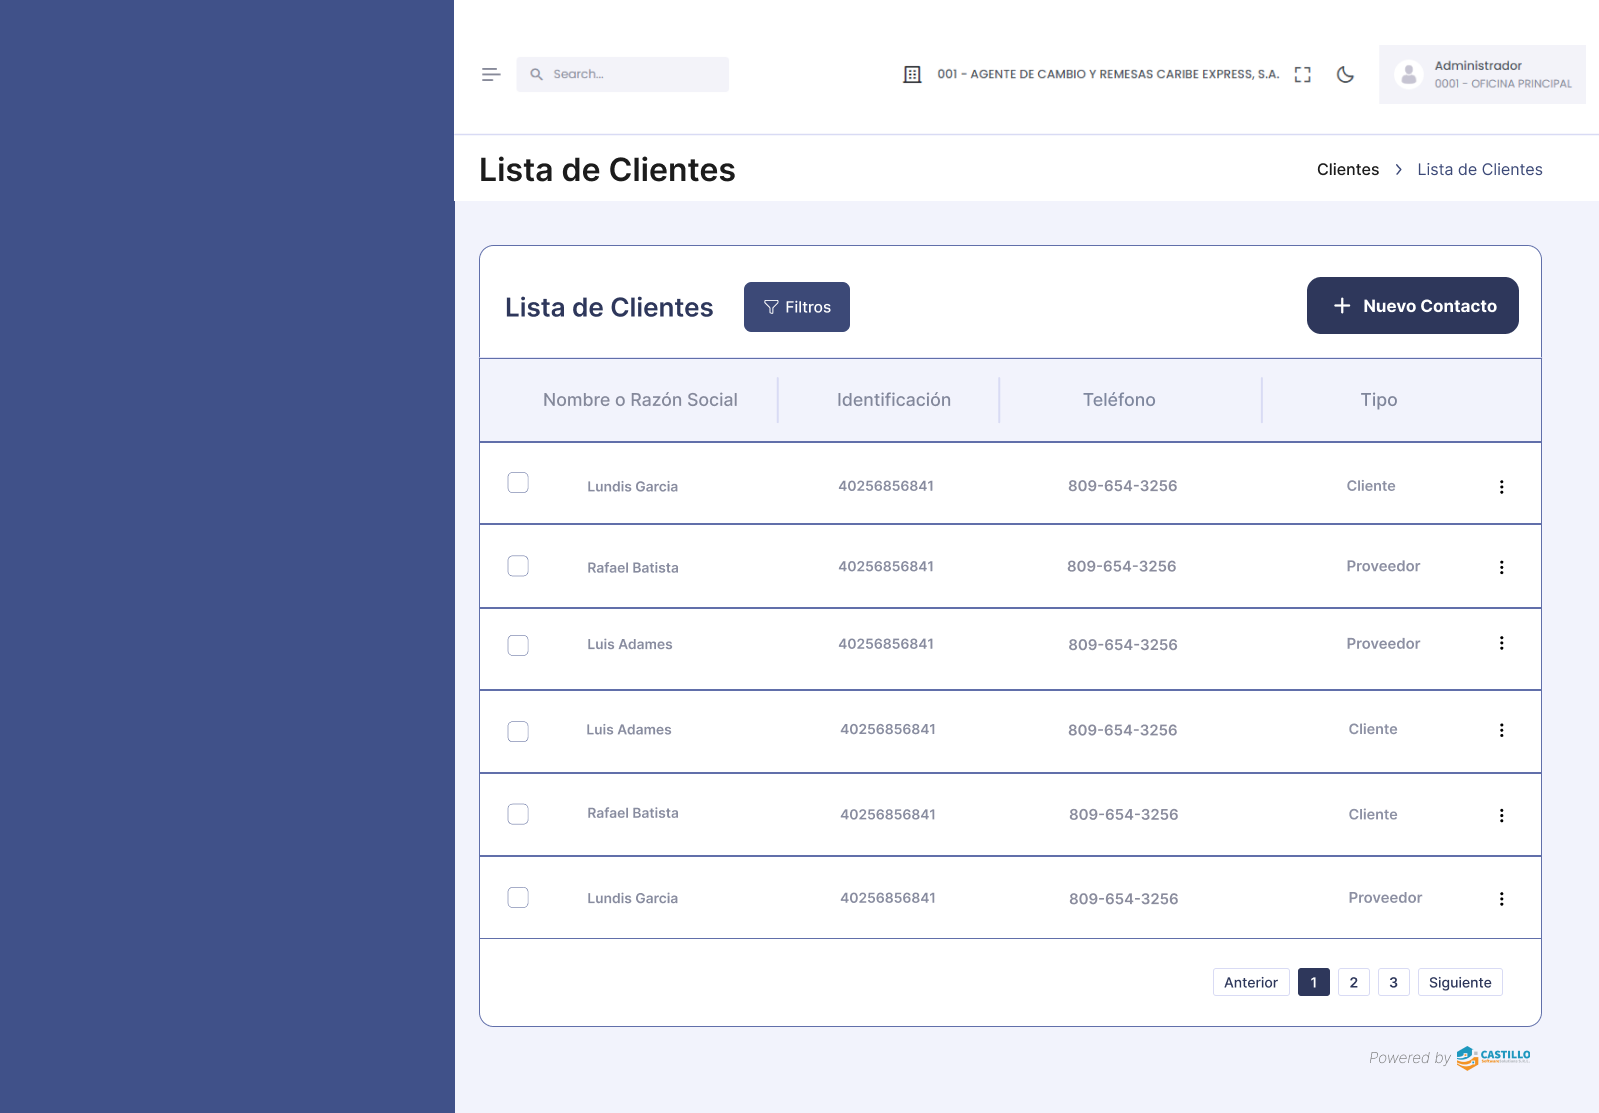 Search...
001 - AGENTE DE CAMBIO Y REMESAS CARIBE EXPRESS, S.A.
Administrador
0001 - OFICINA PRINCIPAL
Lista de Clientes
Clientes > Lista de Clientes
Lista de Clientes
Filtros
+ Nuevo Contacto
Nombre o Razón Social Identificación Teléfono Tipo
Lundis Garcia 40256856841 809-654-3256 Cliente
Rafael Batista 40256856841 809-654-3256 Proveedor
Luis Adames 40256856841 809-654-3256 Proveedor
Luis Adames 40256856841 809-654-3256 Cliente
Rafael Batista 40256856841 809-654-3256 Cliente
Lundis Garcia 40256856841 809-654-3256 Proveedor
Anterior 1 2 3 Siguiente
Powered by CASTILLO